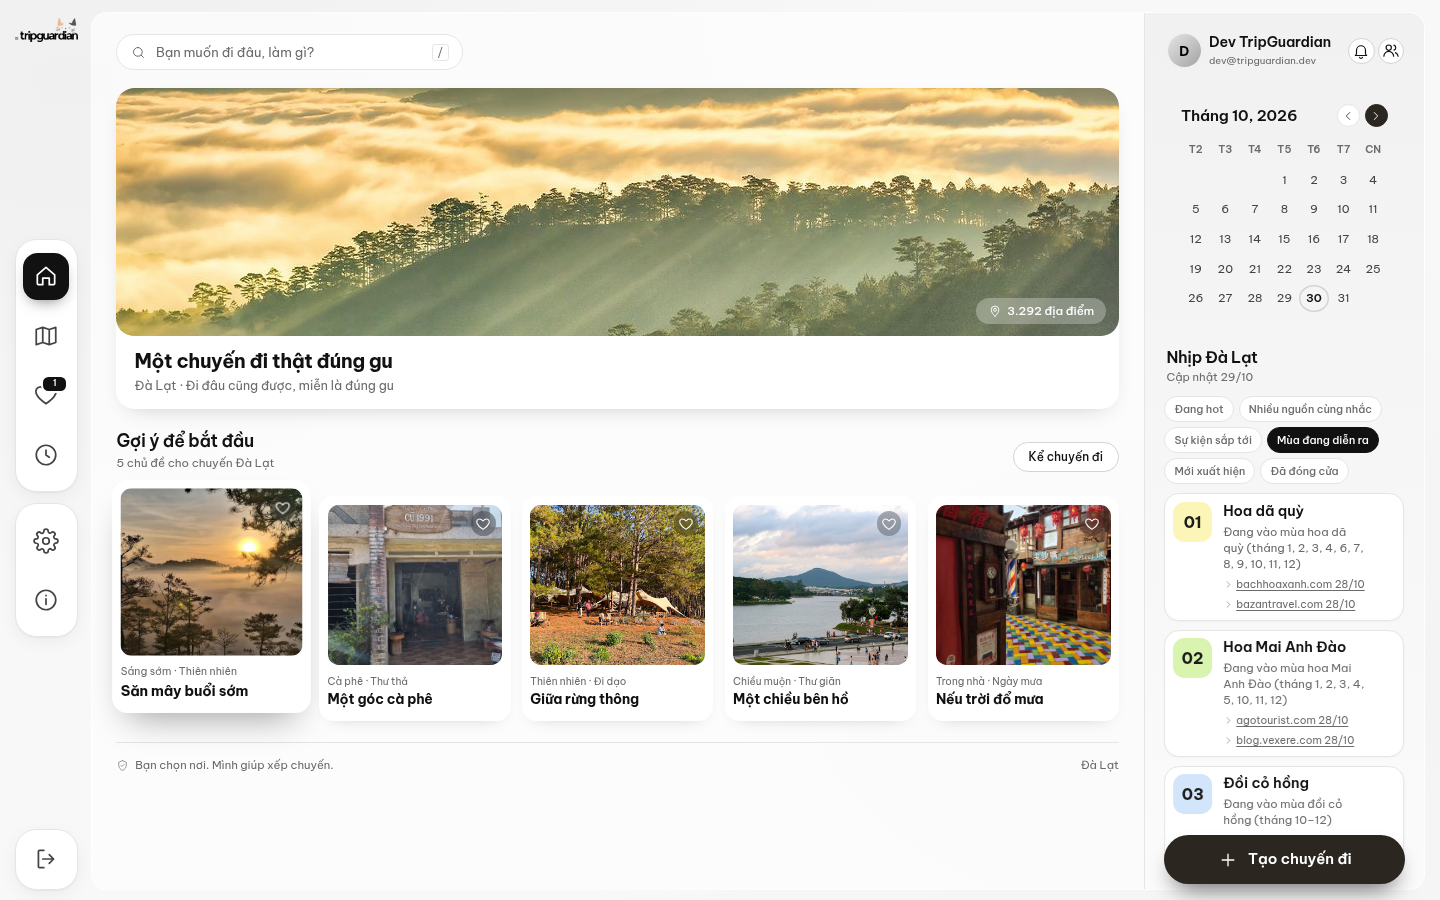 tripguardian
Bạn muốn đi đâu, làm gì?
/
3.292 địa điểm
Một chuyến đi thật đúng gu
Đà Lạt · Đi đâu cũng được, miễn là đúng gu
1
Gợi ý để bắt đầu
5 chủ đề cho chuyến Đà Lạt
Kể chuyến đi
Sáng sớm · Thiên nhiên
Săn mây buổi sớm
CŨ 1991
Cà phê · Thư thả
Một góc cà phê
Thiên nhiên · Đi dạo
Giữa rừng thông
Chiều muộn · Thư giãn
Một chiều bên hồ
Trong nhà · Ngày mưa
Nếu trời đổ mưa
Bạn chọn nơi. Mình giúp xếp chuyến.
Đà Lạt
D
Dev TripGuardian
dev@tripguardian.dev
Tháng 10, 2026
T2 T3 T4 T5 T6 T7 CN
1 2 3 4
5 6 7 8 9 10 11
12 13 14 15 16 17 18
19 20 21 22 23 24 25
26 27 28 29 30 31
Nhịp Đà Lạt
Cập nhật 29/10
Đang hot
Nhiều nguồn cùng nhắc
Sự kiện sắp tới
Mùa đang diễn ra
Mới xuất hiện
Đã đóng cửa
01
Hoa dã quỳ
Đang vào mùa hoa dã
quỳ (tháng 1, 2, 3, 4, 6, 7,
8, 9, 10, 11, 12)
bachhoaxanh.com 28/10
bazantravel.com 28/10
02
Hoa Mai Anh Đào
Đang vào mùa hoa Mai
Anh Đào (tháng 1, 2, 3, 4,
5, 10, 11, 12)
agotourist.com 28/10
blog.vexere.com 28/10
03
Đồi cỏ hồng
Đang vào mùa đồi cỏ
hồng (tháng 10–12)
Tạo chuyến đi